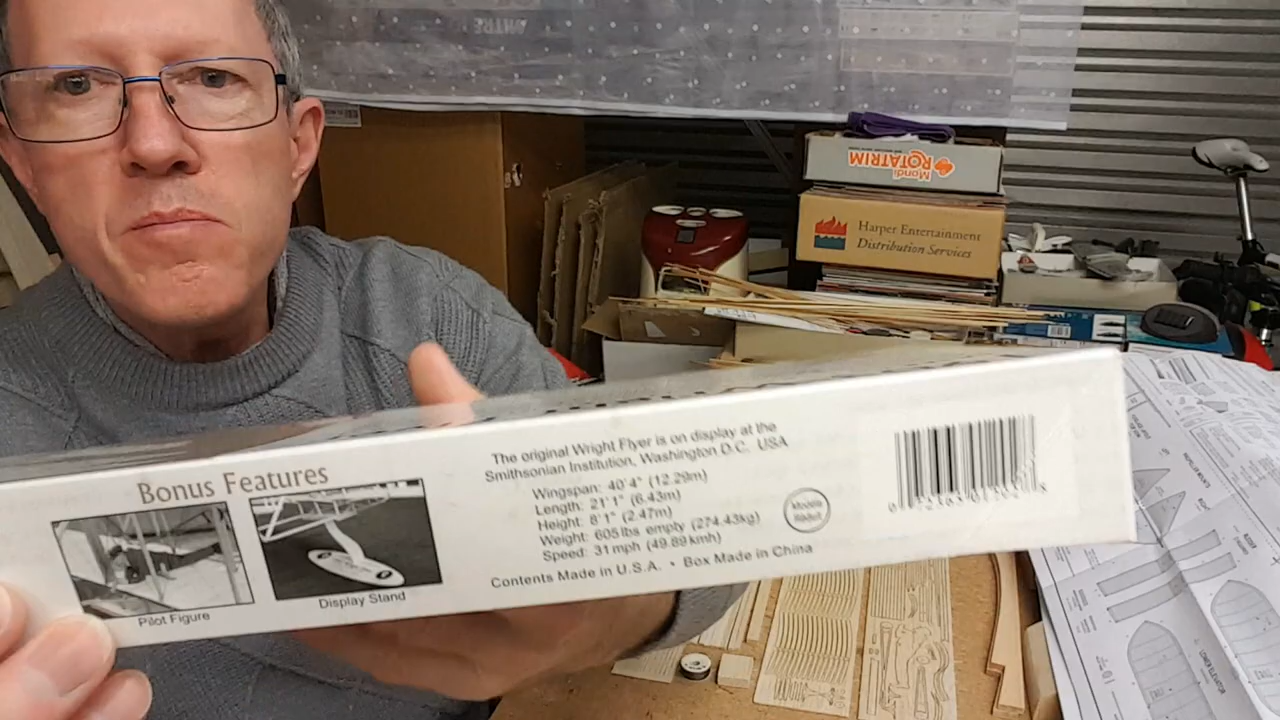 Mondi
ROTATRIM
Harper Entertainment
Distribution Services
Bonus Features
Pilot Figure
Display Stand
The original Wright Flyer is on display at the
Smithsonian Institution, Washington D.C. USA
Wingspan: 40'4" (12.29m)
Length: 21'1" (6.43m)
Height: 8'1" (2.47m)
Weight: 605 lbs empty (274.43kg)
Speed: 31 mph (49.89 kmh)
Contents Made in U.S.A. • Box Made in China